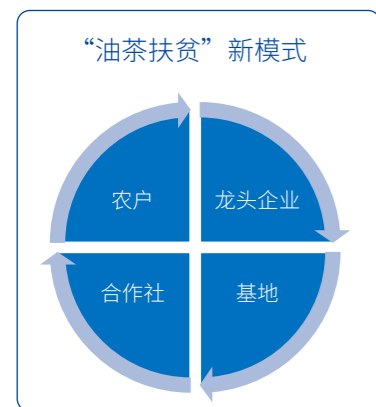 “油茶扶贫”新模式
农户
龙头企业
合作社
基地